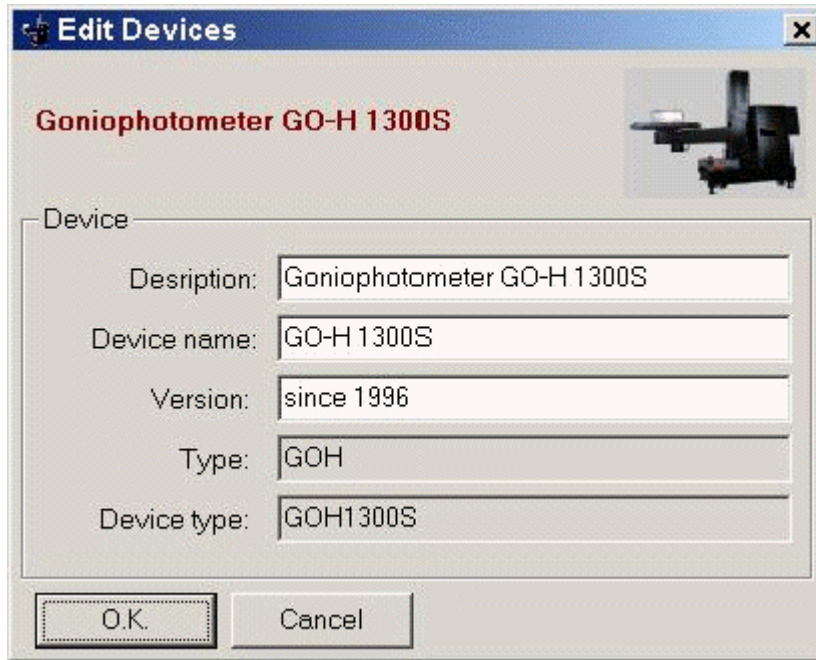 Edit Devices
Goniophotometer GO-H 1300S
Device
Desription: Goniophotometer GO-H 1300S
Device name: GO-H 1300S
Version: since 1996
Type: GOH
Device type: GOH1300S
O.K. Cancel